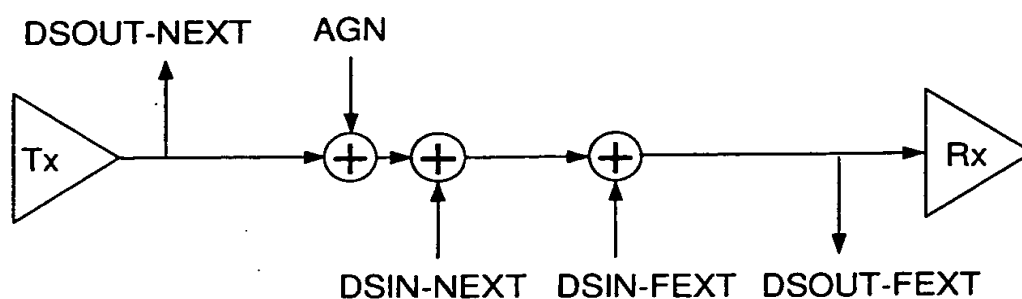 DSOUT-NEXT AGN
Tx Rx
DSIN-NEXT DSIN-FEXT DSOUT-FEXT